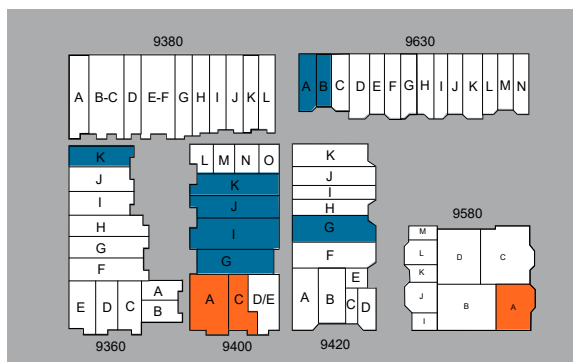 9380
9630
A B-C D E-F G H I J K L
A B C D E F G H I J K L M N
K
J
I
H
G
F
E D C A
B
9360
L M N O
K
J
I
G
A C D/E
9400
K
J
I
H
G
F
A B E
C D
9420
9580
M
L
K
J
I
D C
B A